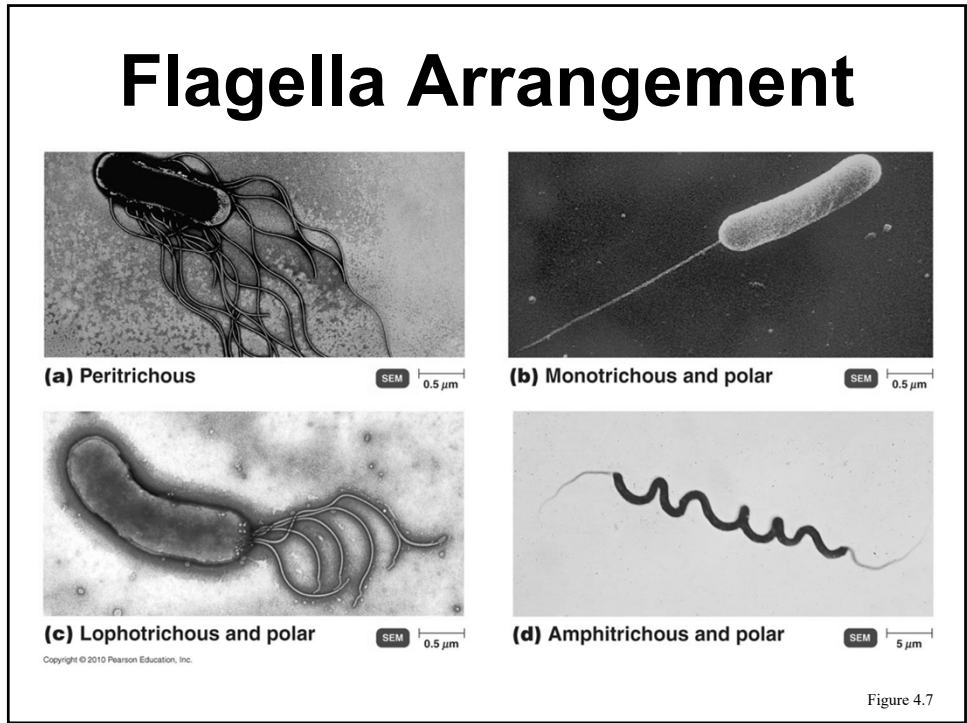 Flagella Arrangement
(a) Peritrichous
SEM
0.5 μm
(b) Monotrichous and polar
SEM
0.5 μm
(c) Lophotrichous and polar
SEM
0.5 μm
(d) Amphitrichous and polar
SEM
5 μm
Copyright © 2010 Pearson Education, Inc.
Figure 4.7